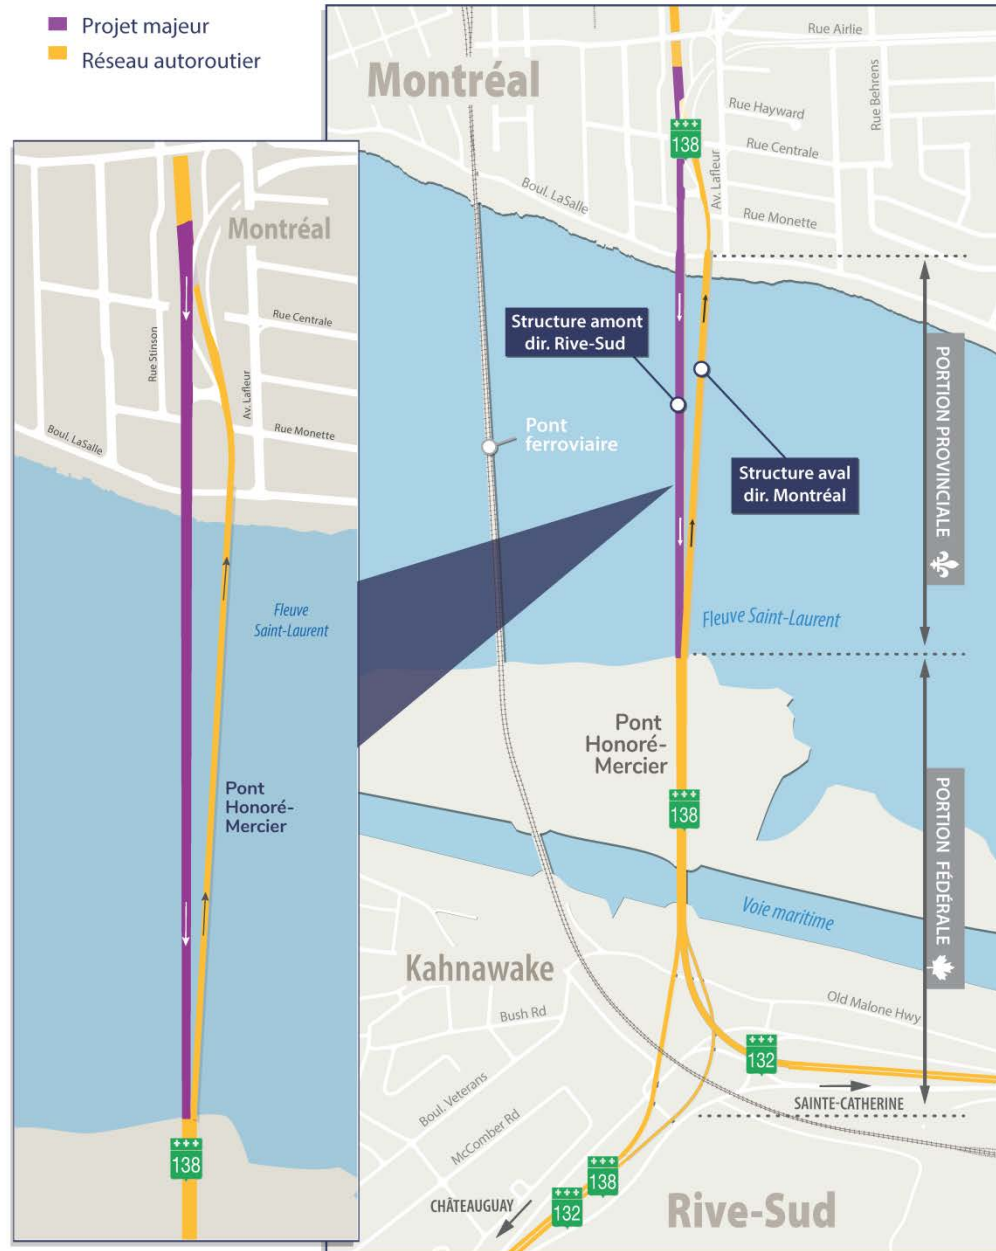 Projet majeur
Réseau autoroutier
Montréal
Rue Centrale
Rue Stinson
Av. Lafleur
Rue Monette
Boul. LaSalle
Fleuve
Saint-Laurent
Pont
Honoré-
Mercier
138
Montréal
Rue Airlie
Rue Behrens
Rue Hayward
138
Rue Centrale
Av. Lafleur
Boul. LaSalle
Rue Monette
Structure amont
dir. Rive-Sud
Pont
ferroviaire
Structure aval
dir. Montréal
PORTION PROVINCIALE
Fleuve Saint-Laurent
Pont
Honoré-
Mercier
138
PORTION FÉDÉRALE
Voie maritime
Kahnawake
Bush Rd
Old Malone Hwy
132
Boul. Veterans
SAINTE-CATHERINE
McComber Rd
138
CHÂTEAUGUAY
132
Rive-Sud